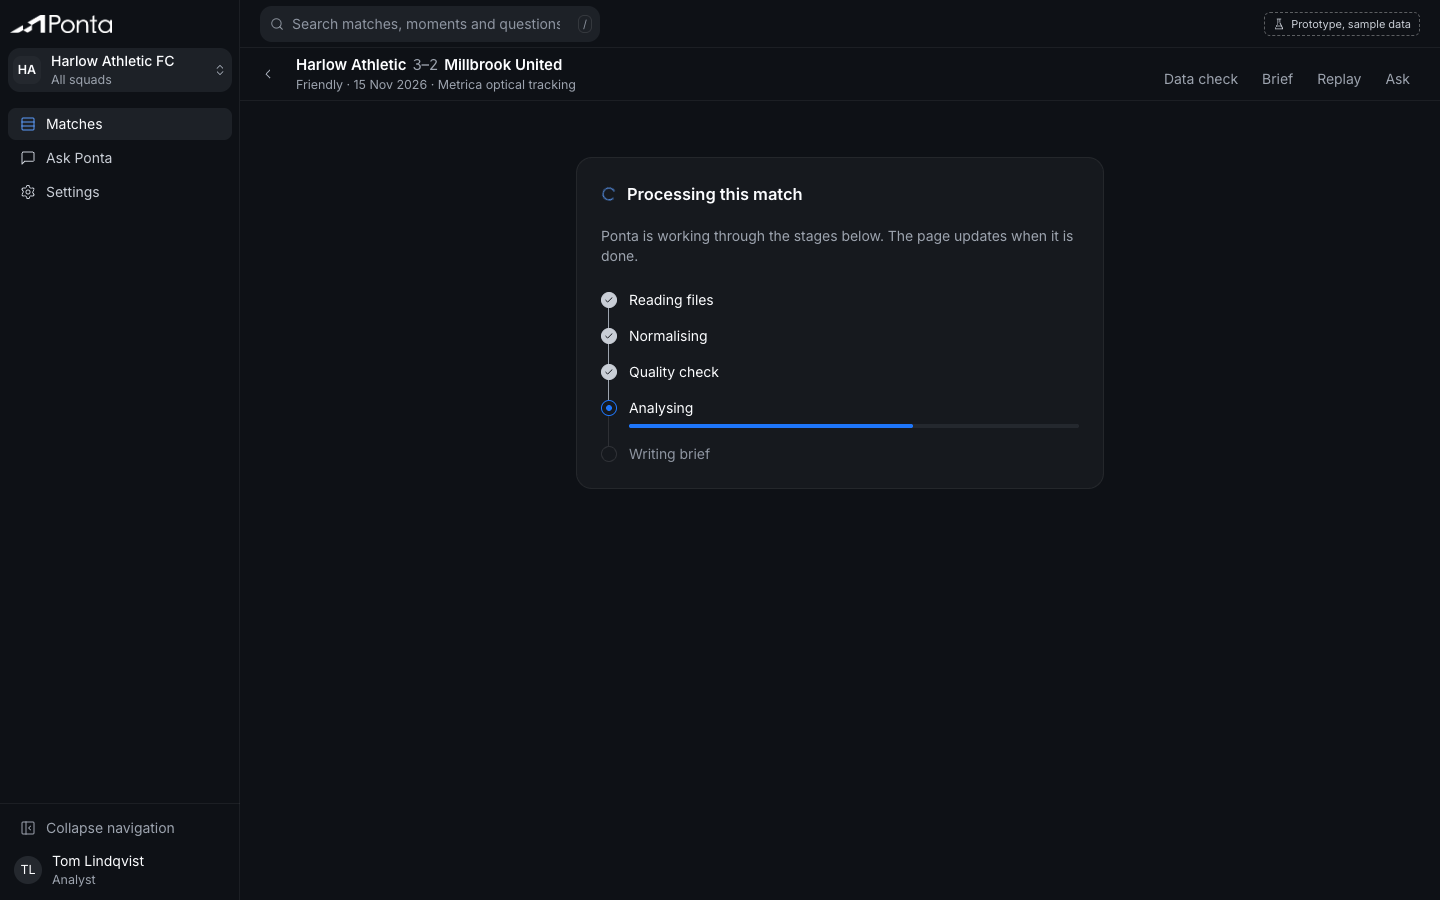 Ponta
HA
Harlow Athletic FC
All squads
Matches
Ask Ponta
Settings
Collapse navigation
TL
Tom Lindqvist
Analyst
Search matches, moments and questions
/
Prototype, sample data
Harlow Athletic 3–2 Millbrook United
Friendly · 15 Nov 2026 · Metrica optical tracking
Data check
Brief
Replay
Ask
Processing this match
Ponta is working through the stages below. The page updates when it is
done.
Reading files
Normalising
Quality check
Analysing
Writing brief